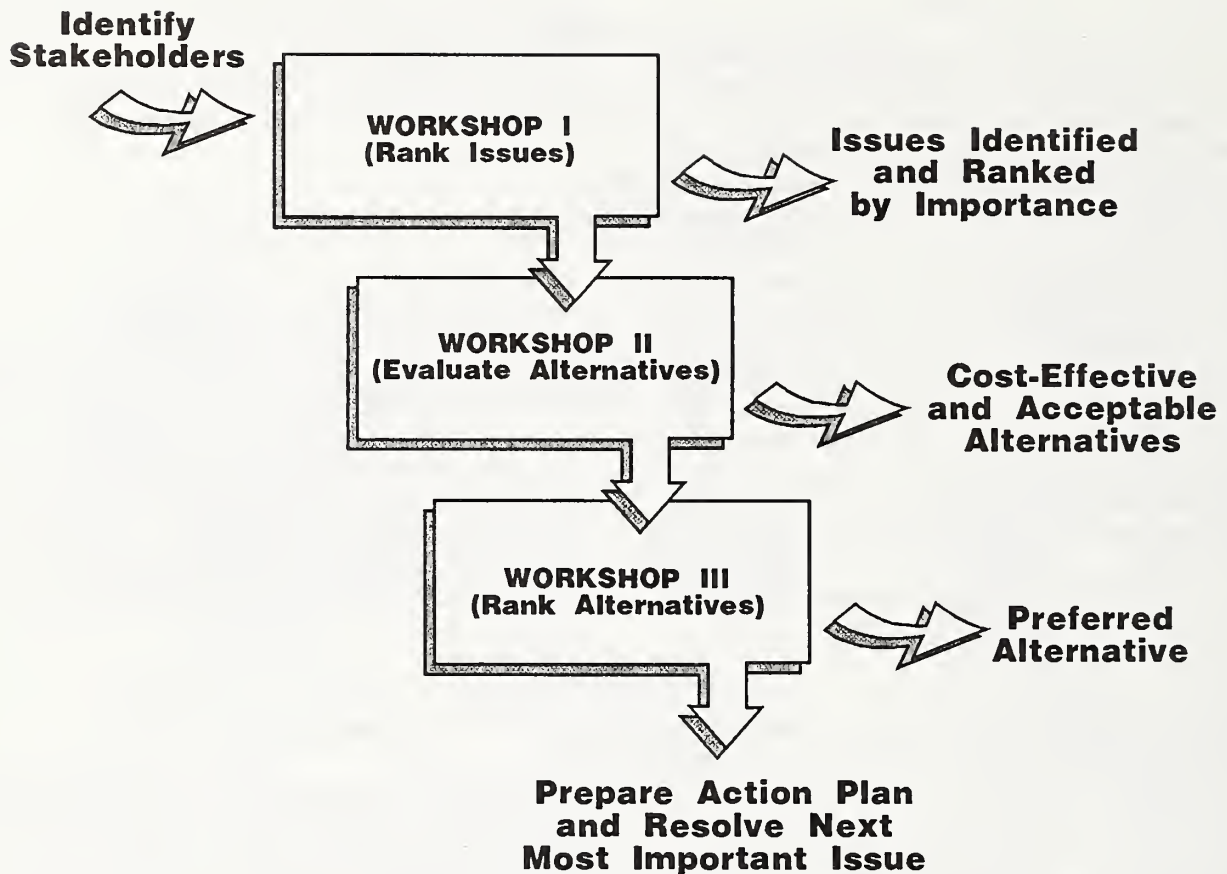 Identify
Stakeholders
WORKSHOP I
(Rank Issues)
Issues Identified
and Ranked
by Importance
WORKSHOP II
(Evaluate Alternatives)
Cost-Effective
and Acceptable
Alternatives
WORKSHOP III
(Rank Alternatives)
Preferred
Alternative
Prepare Action Plan
and Resolve Next
Most Important Issue